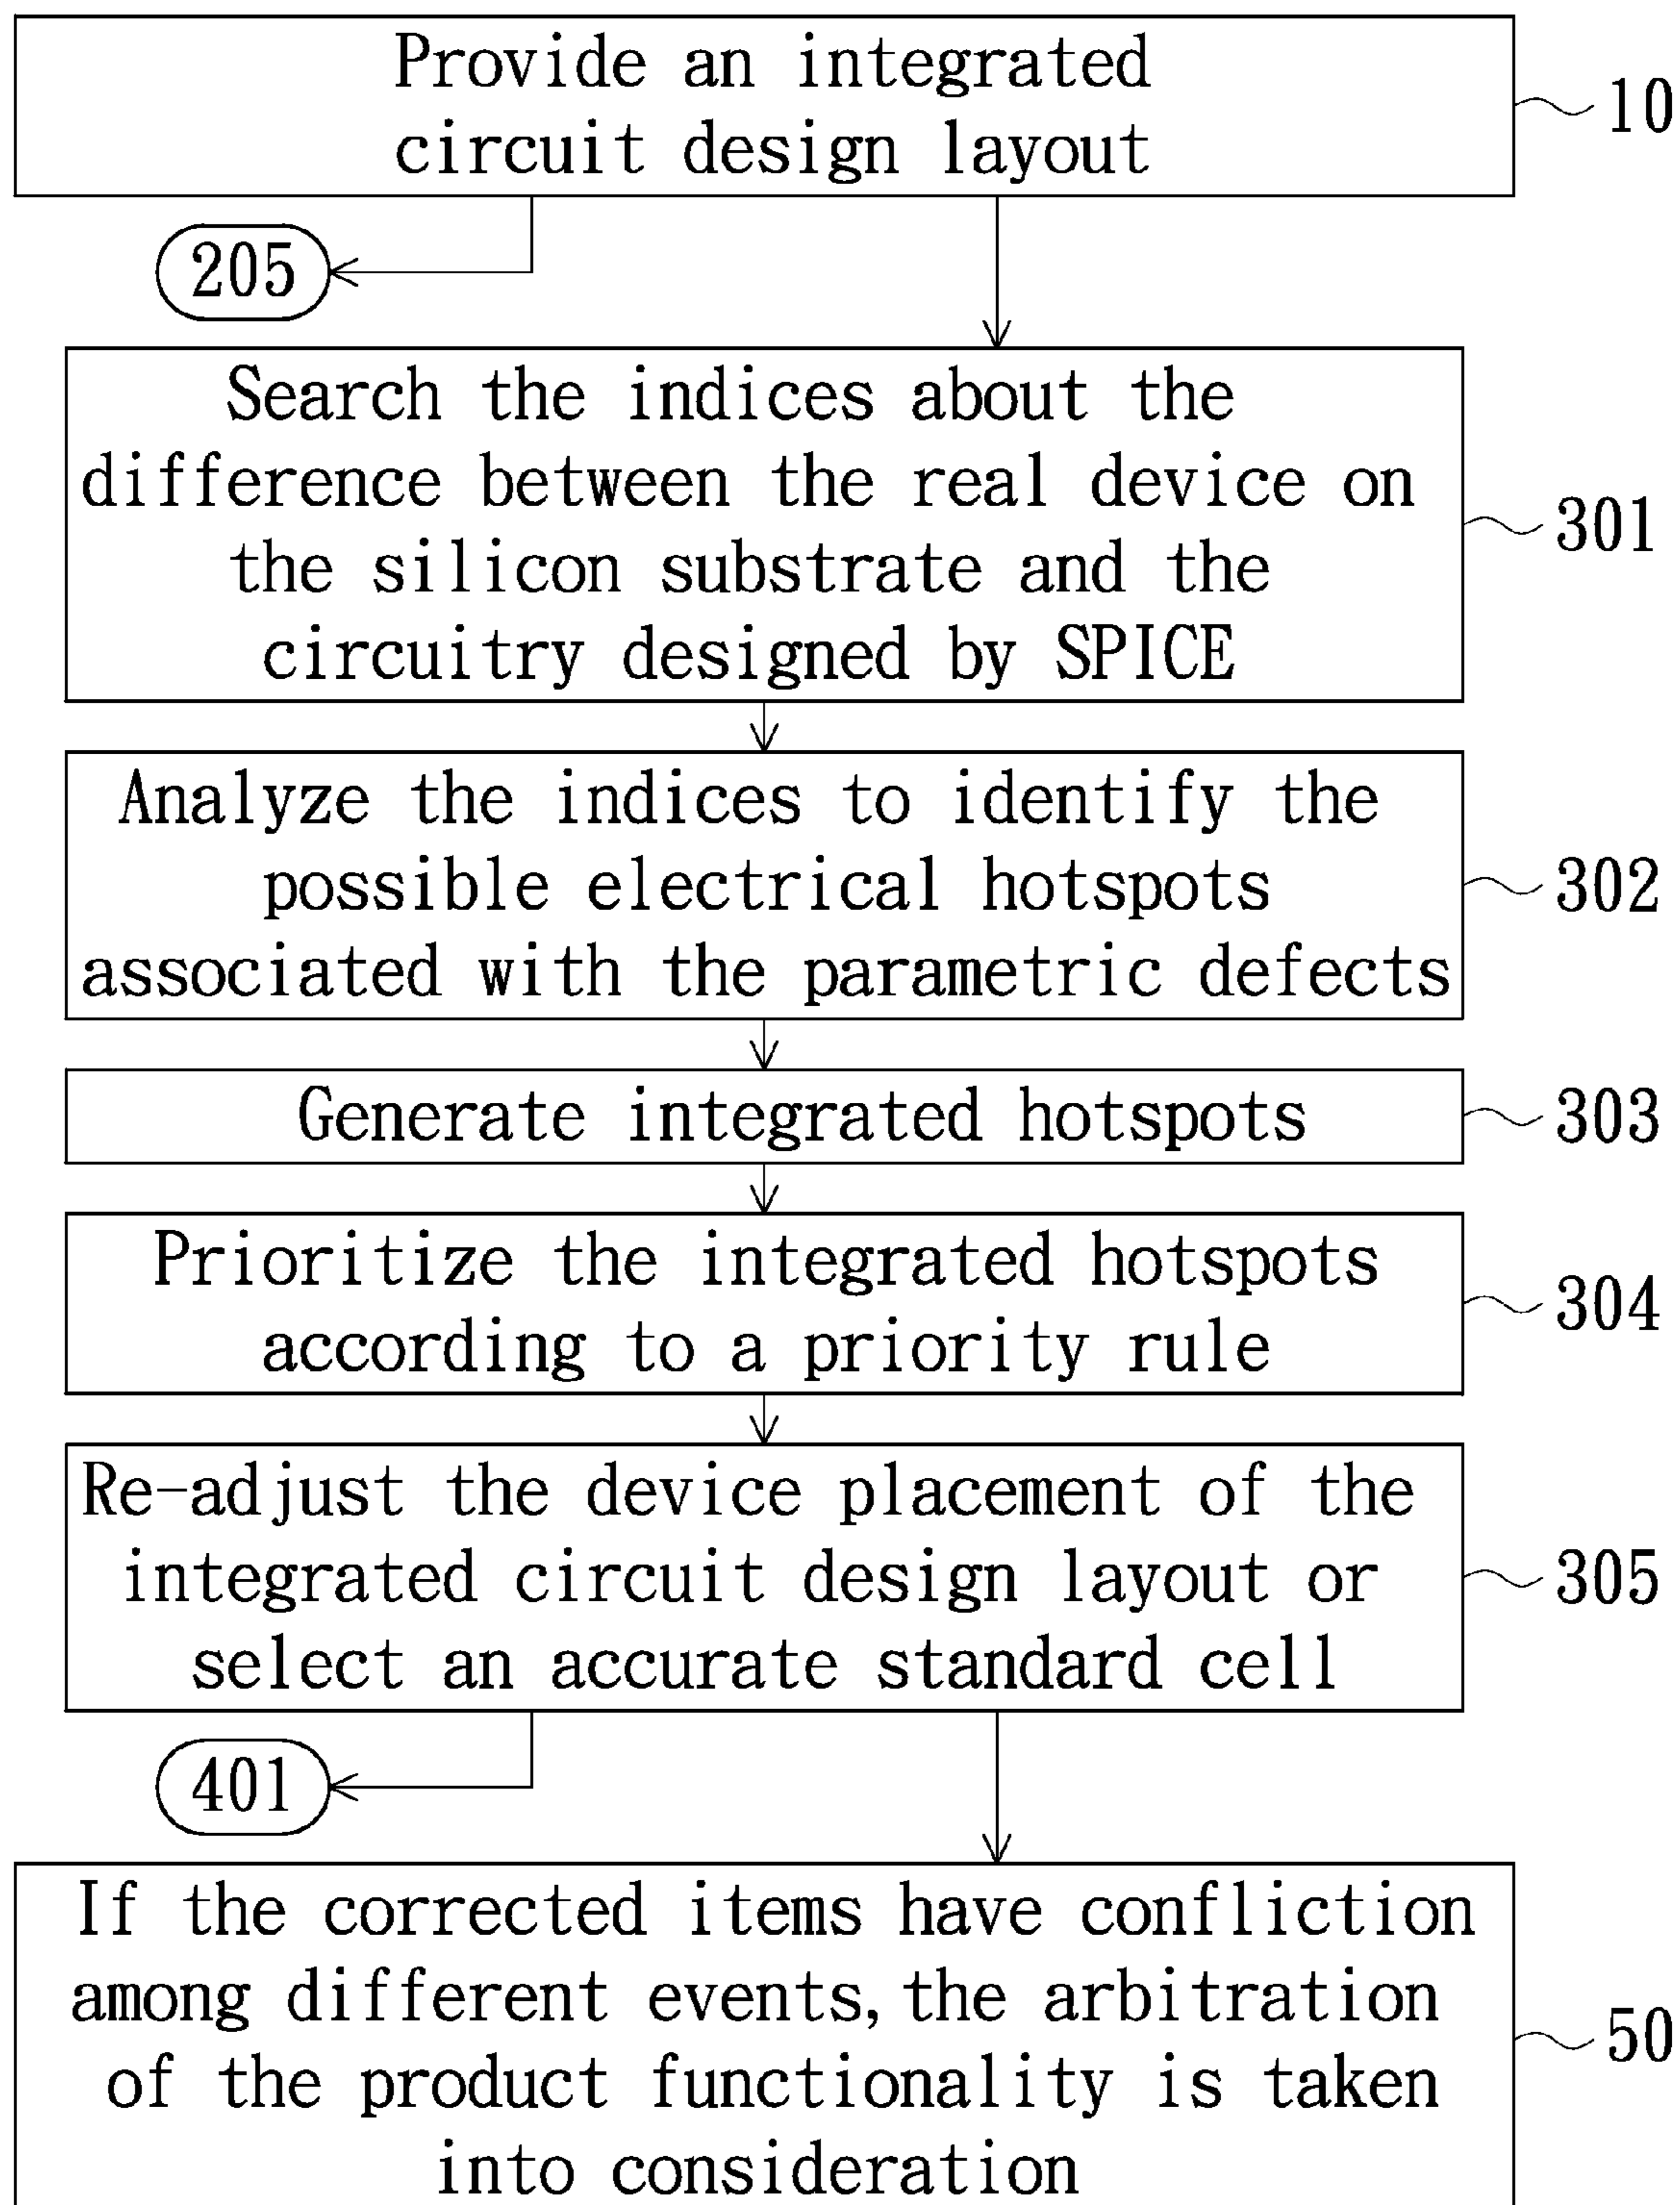 Provide an integrated
circuit design layout
10
205
Search the indices about the
difference between the real device on
the silicon substrate and the
circuitry designed by SPICE
301
Analyze the indices to identify the
possible electrical hotspots
associated with the parametric defects
302
Generate integrated hotspots
303
Prioritize the integrated hotspots
according to a priority rule
304
Re-adjust the device placement of the
integrated circuit design layout or
select an accurate standard cell
305
401
If the corrected items have confliction
among different events, the arbitration
of the product functionality is taken
into consideration
50